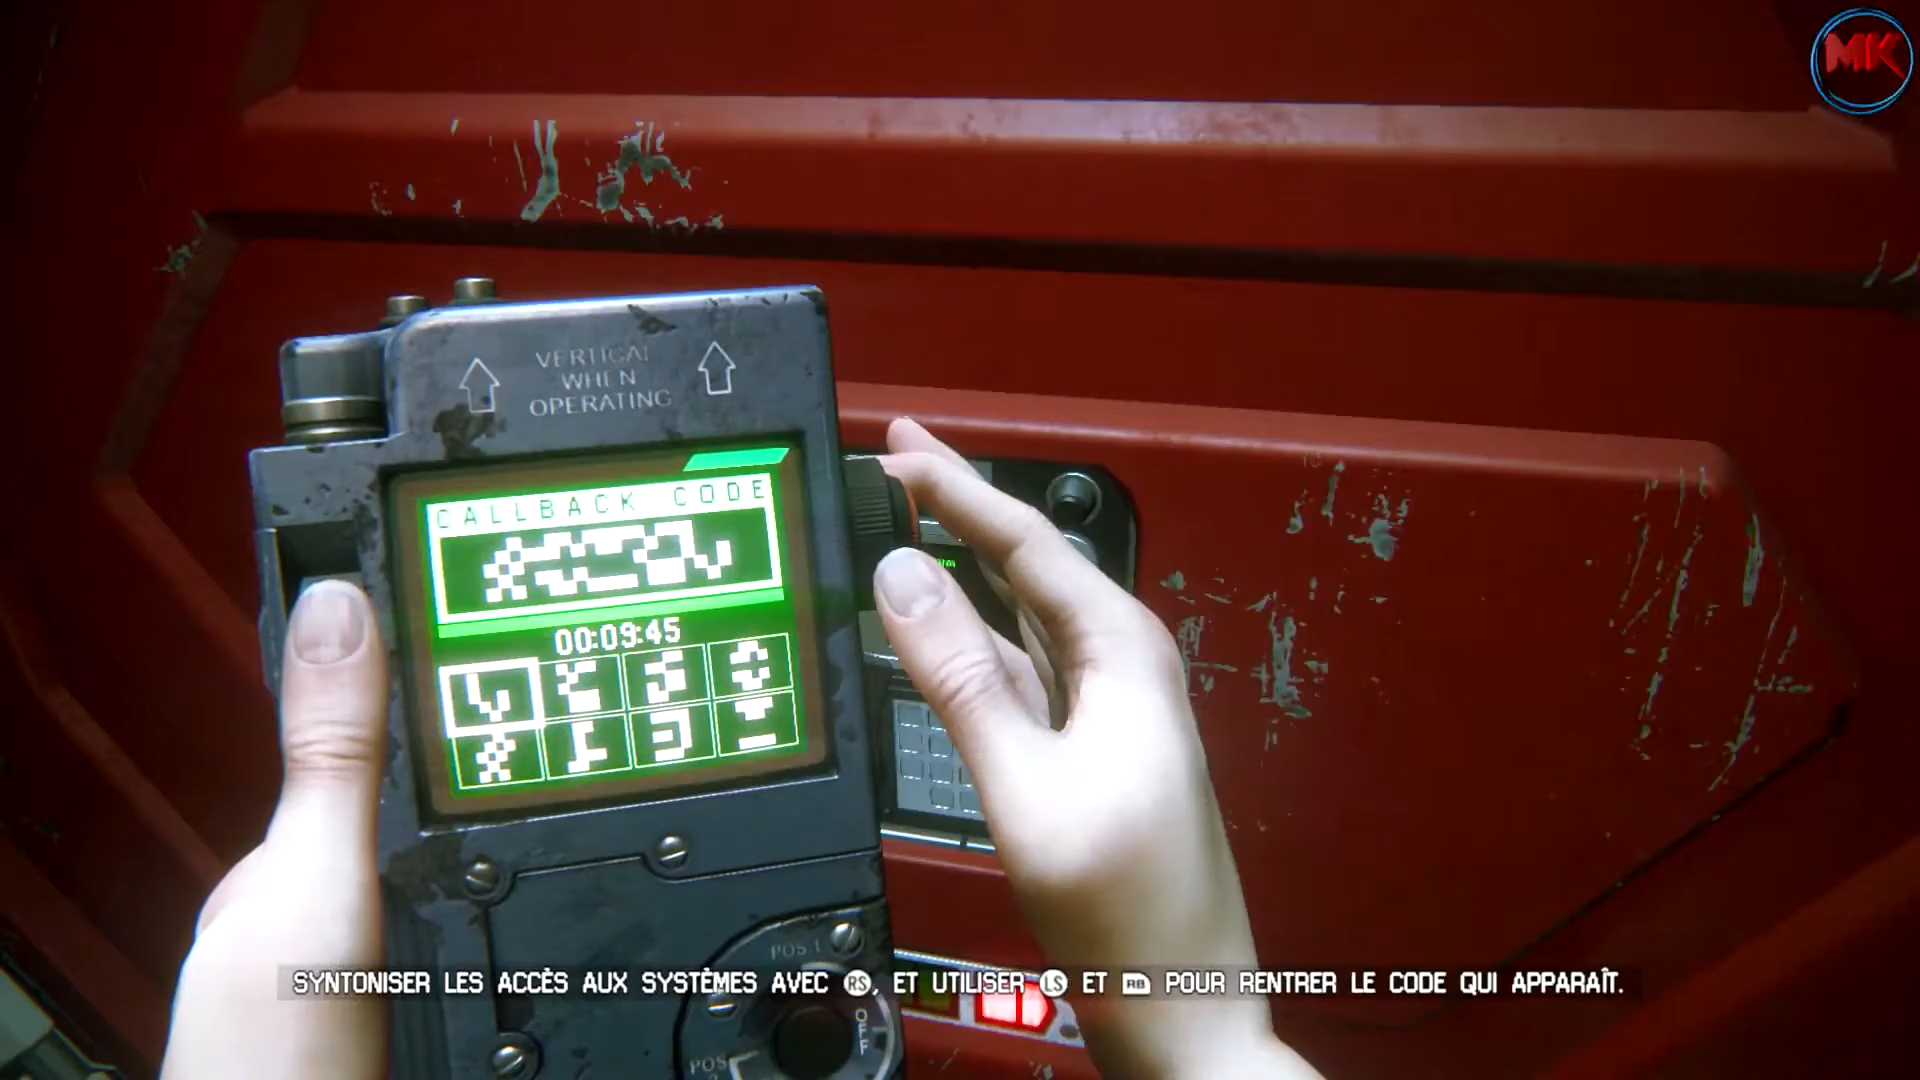 MK
VERTICAL
WHEN
OPERATING
CALLBACK CODE
00:09:45
POS 1
OFF
POS
SYNTONISER LES ACCÈS AUX SYSTÈMES AVEC RS, ET UTILISER LS ET RB POUR RENTRER LE CODE QUI APPARAÎT.